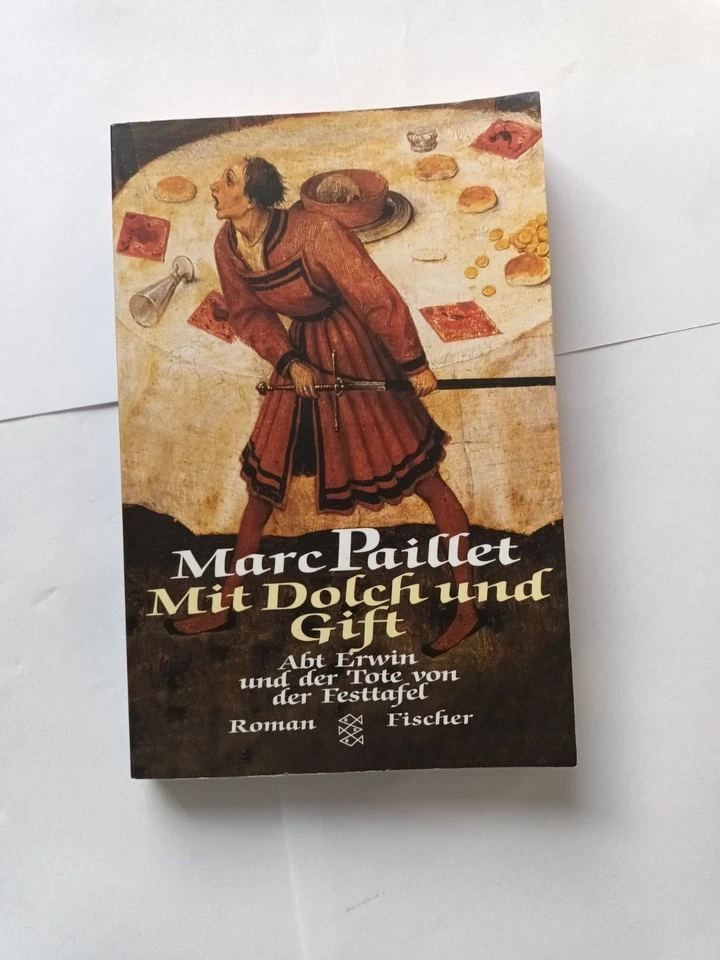 Marc Paillet
Mit Dolch und
Gift
Abt Erwin
und der Tote von
der Festtafel
Roman Fischer